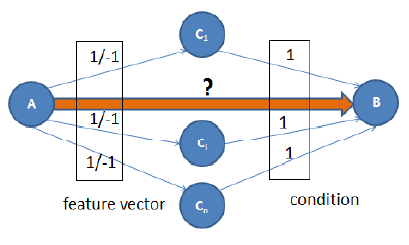 C1
1/-1
1
?
A
B
1/-1
1
Ci
1/-1
1
Cn
feature vector
condition